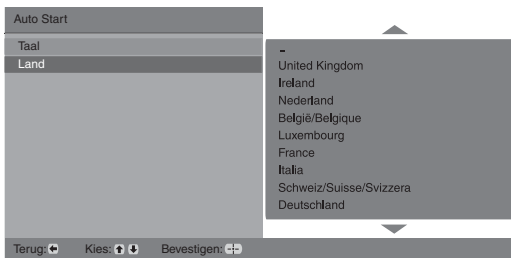 Auto Start
Taal
Land
-
United Kingdom
Ireland
Nederland
België/Belgique
Luxembourg
France
Italia
Schweiz/Suisse/Svizzera
Deutschland
Terug: Kies: Bevestigen: